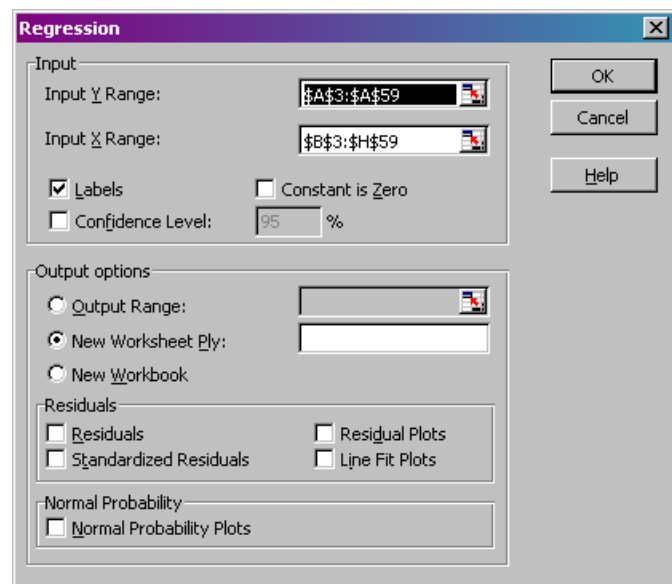 Regression
Input
Input Y Range: $A$3:$A$59
Input X Range: $B$3:$H$59
Labels Constant is Zero
Confidence Level: 95 %
OK
Cancel
Help
Output options
Output Range:
New Worksheet Ply:
New Workbook
Residuals
Residuals Residual Plots
Standardized Residuals Line Fit Plots
Normal Probability
Normal Probability Plots